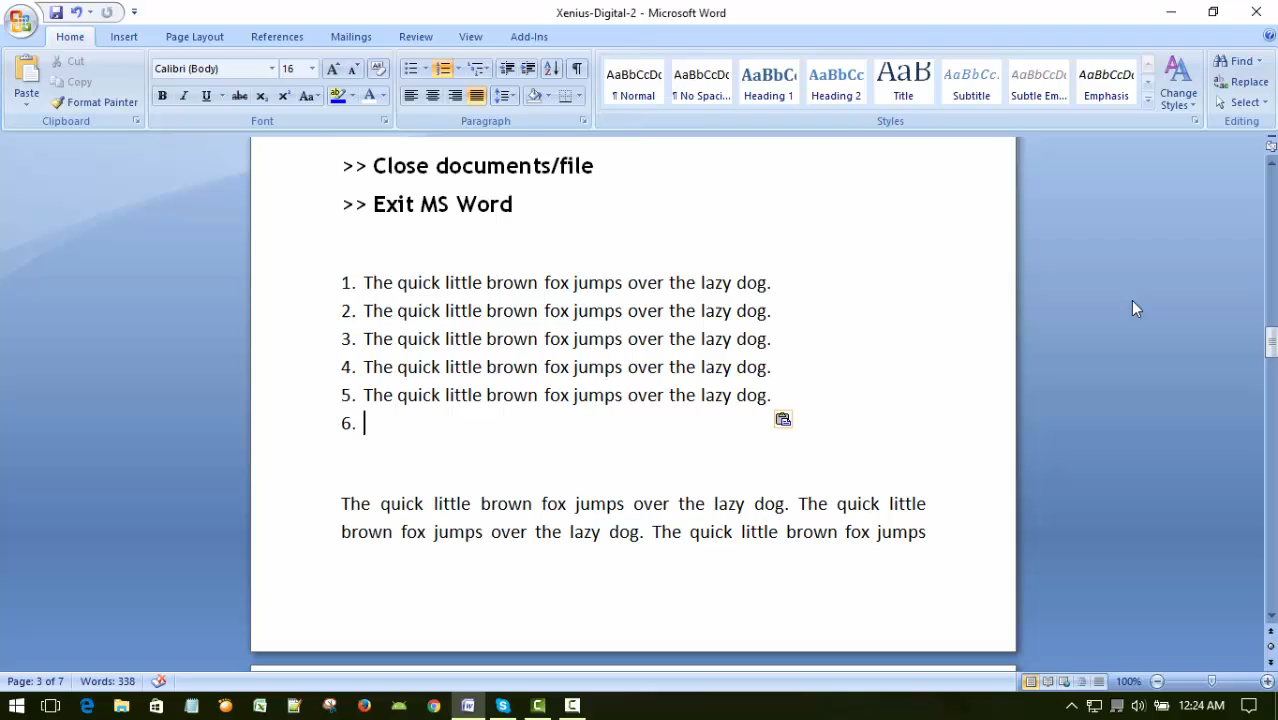 Xenius-Digital-2 - Microsoft Word
Home Insert Page Layout References Mailings Review View Add-Ins
Paste
Cut
Copy
Format Painter
Clipboard
Calibri (Body) 16
Font
Paragraph
AaBbCcDc AaBbCcDc AaBbC AaBbCc AaB AaBbCc. AaBbCcDc AaBbCcDc
¶ Normal ¶ No Spaci... Heading 1 Heading 2 Title Subtitle Subtle Em... Emphasis
Change Styles
Styles
Find
Replace
Select
Editing
>> Close documents/file
>> Exit MS Word
1. The quick little brown fox jumps over the lazy dog.
2. The quick little brown fox jumps over the lazy dog.
3. The quick little brown fox jumps over the lazy dog.
4. The quick little brown fox jumps over the lazy dog.
5. The quick little brown fox jumps over the lazy dog.
6.
The quick little brown fox jumps over the lazy dog. The quick little
brown fox jumps over the lazy dog. The quick little brown fox jumps
Page: 3 of 7 Words: 338 100%
12:24 AM